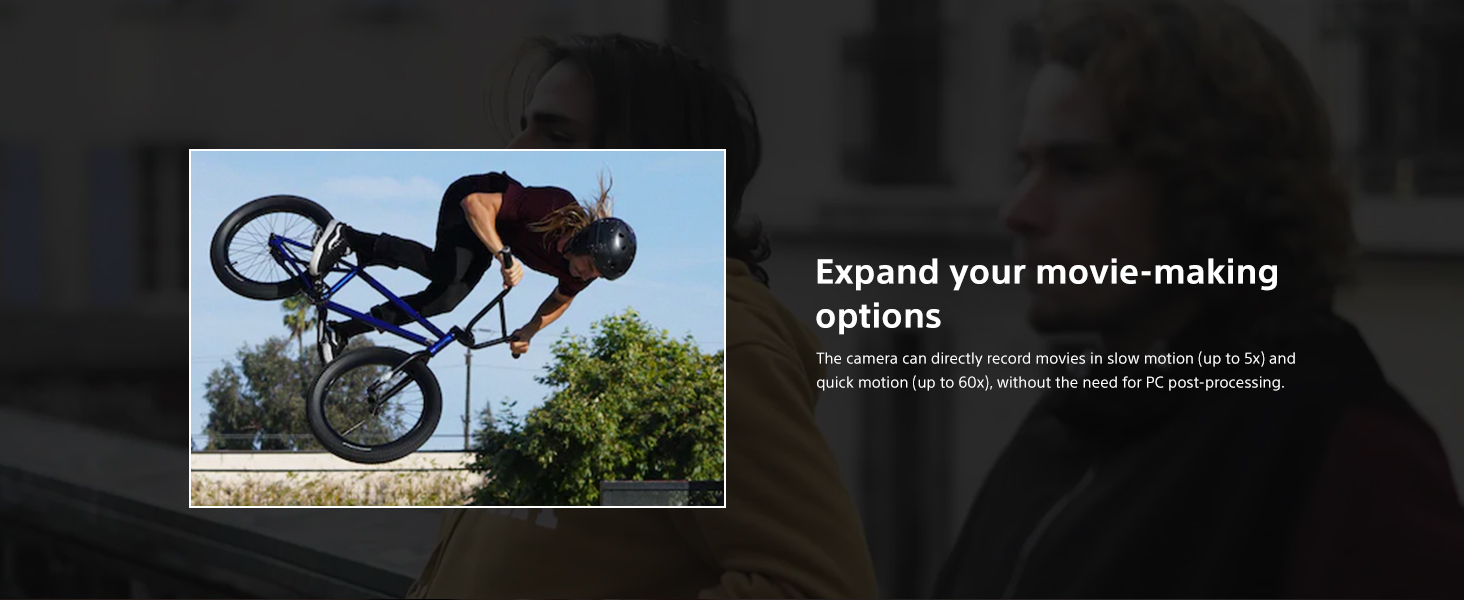 Expand your movie-making
options
The camera can directly record movies in slow motion (up to 5x) and
quick motion (up to 60x), without the need for PC post-processing.